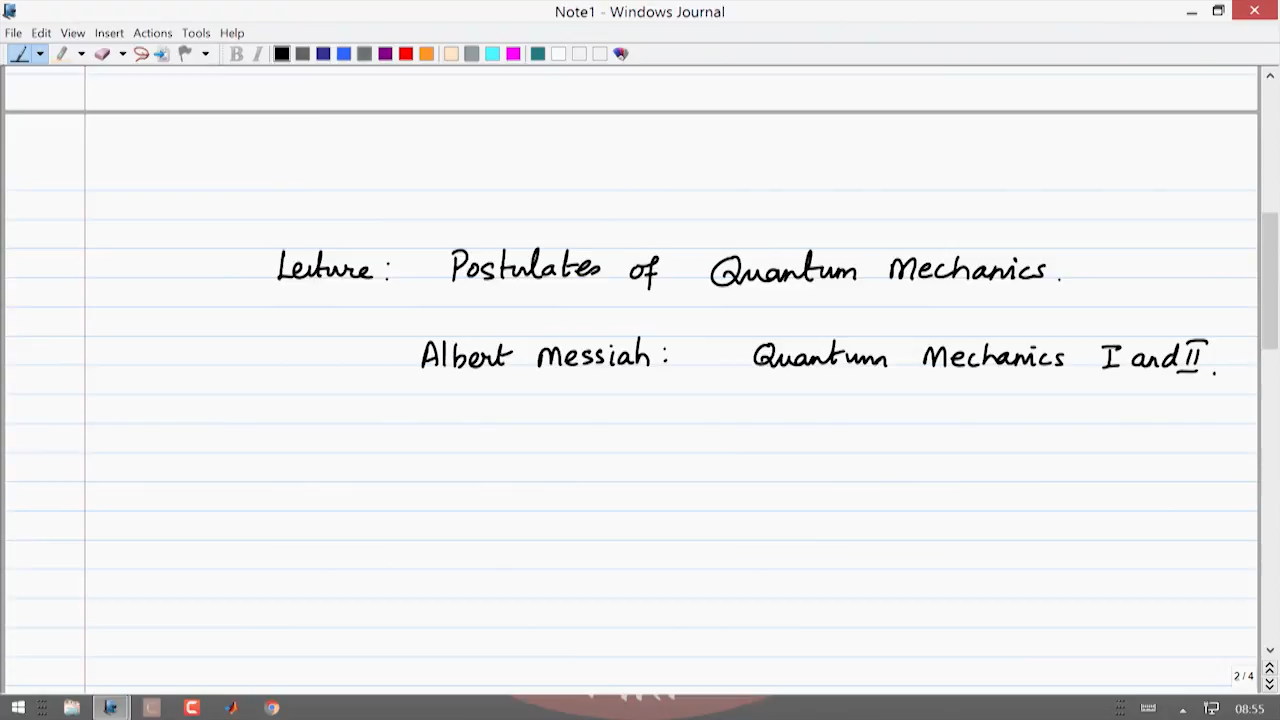 Note1 - Windows Journal
File Edit View Insert Actions Tools Help
B I
Lecture: Postulates of Quantum Mechanics.
Albert Messiah: Quantum Mechanics I and II.
2 / 4
08:55